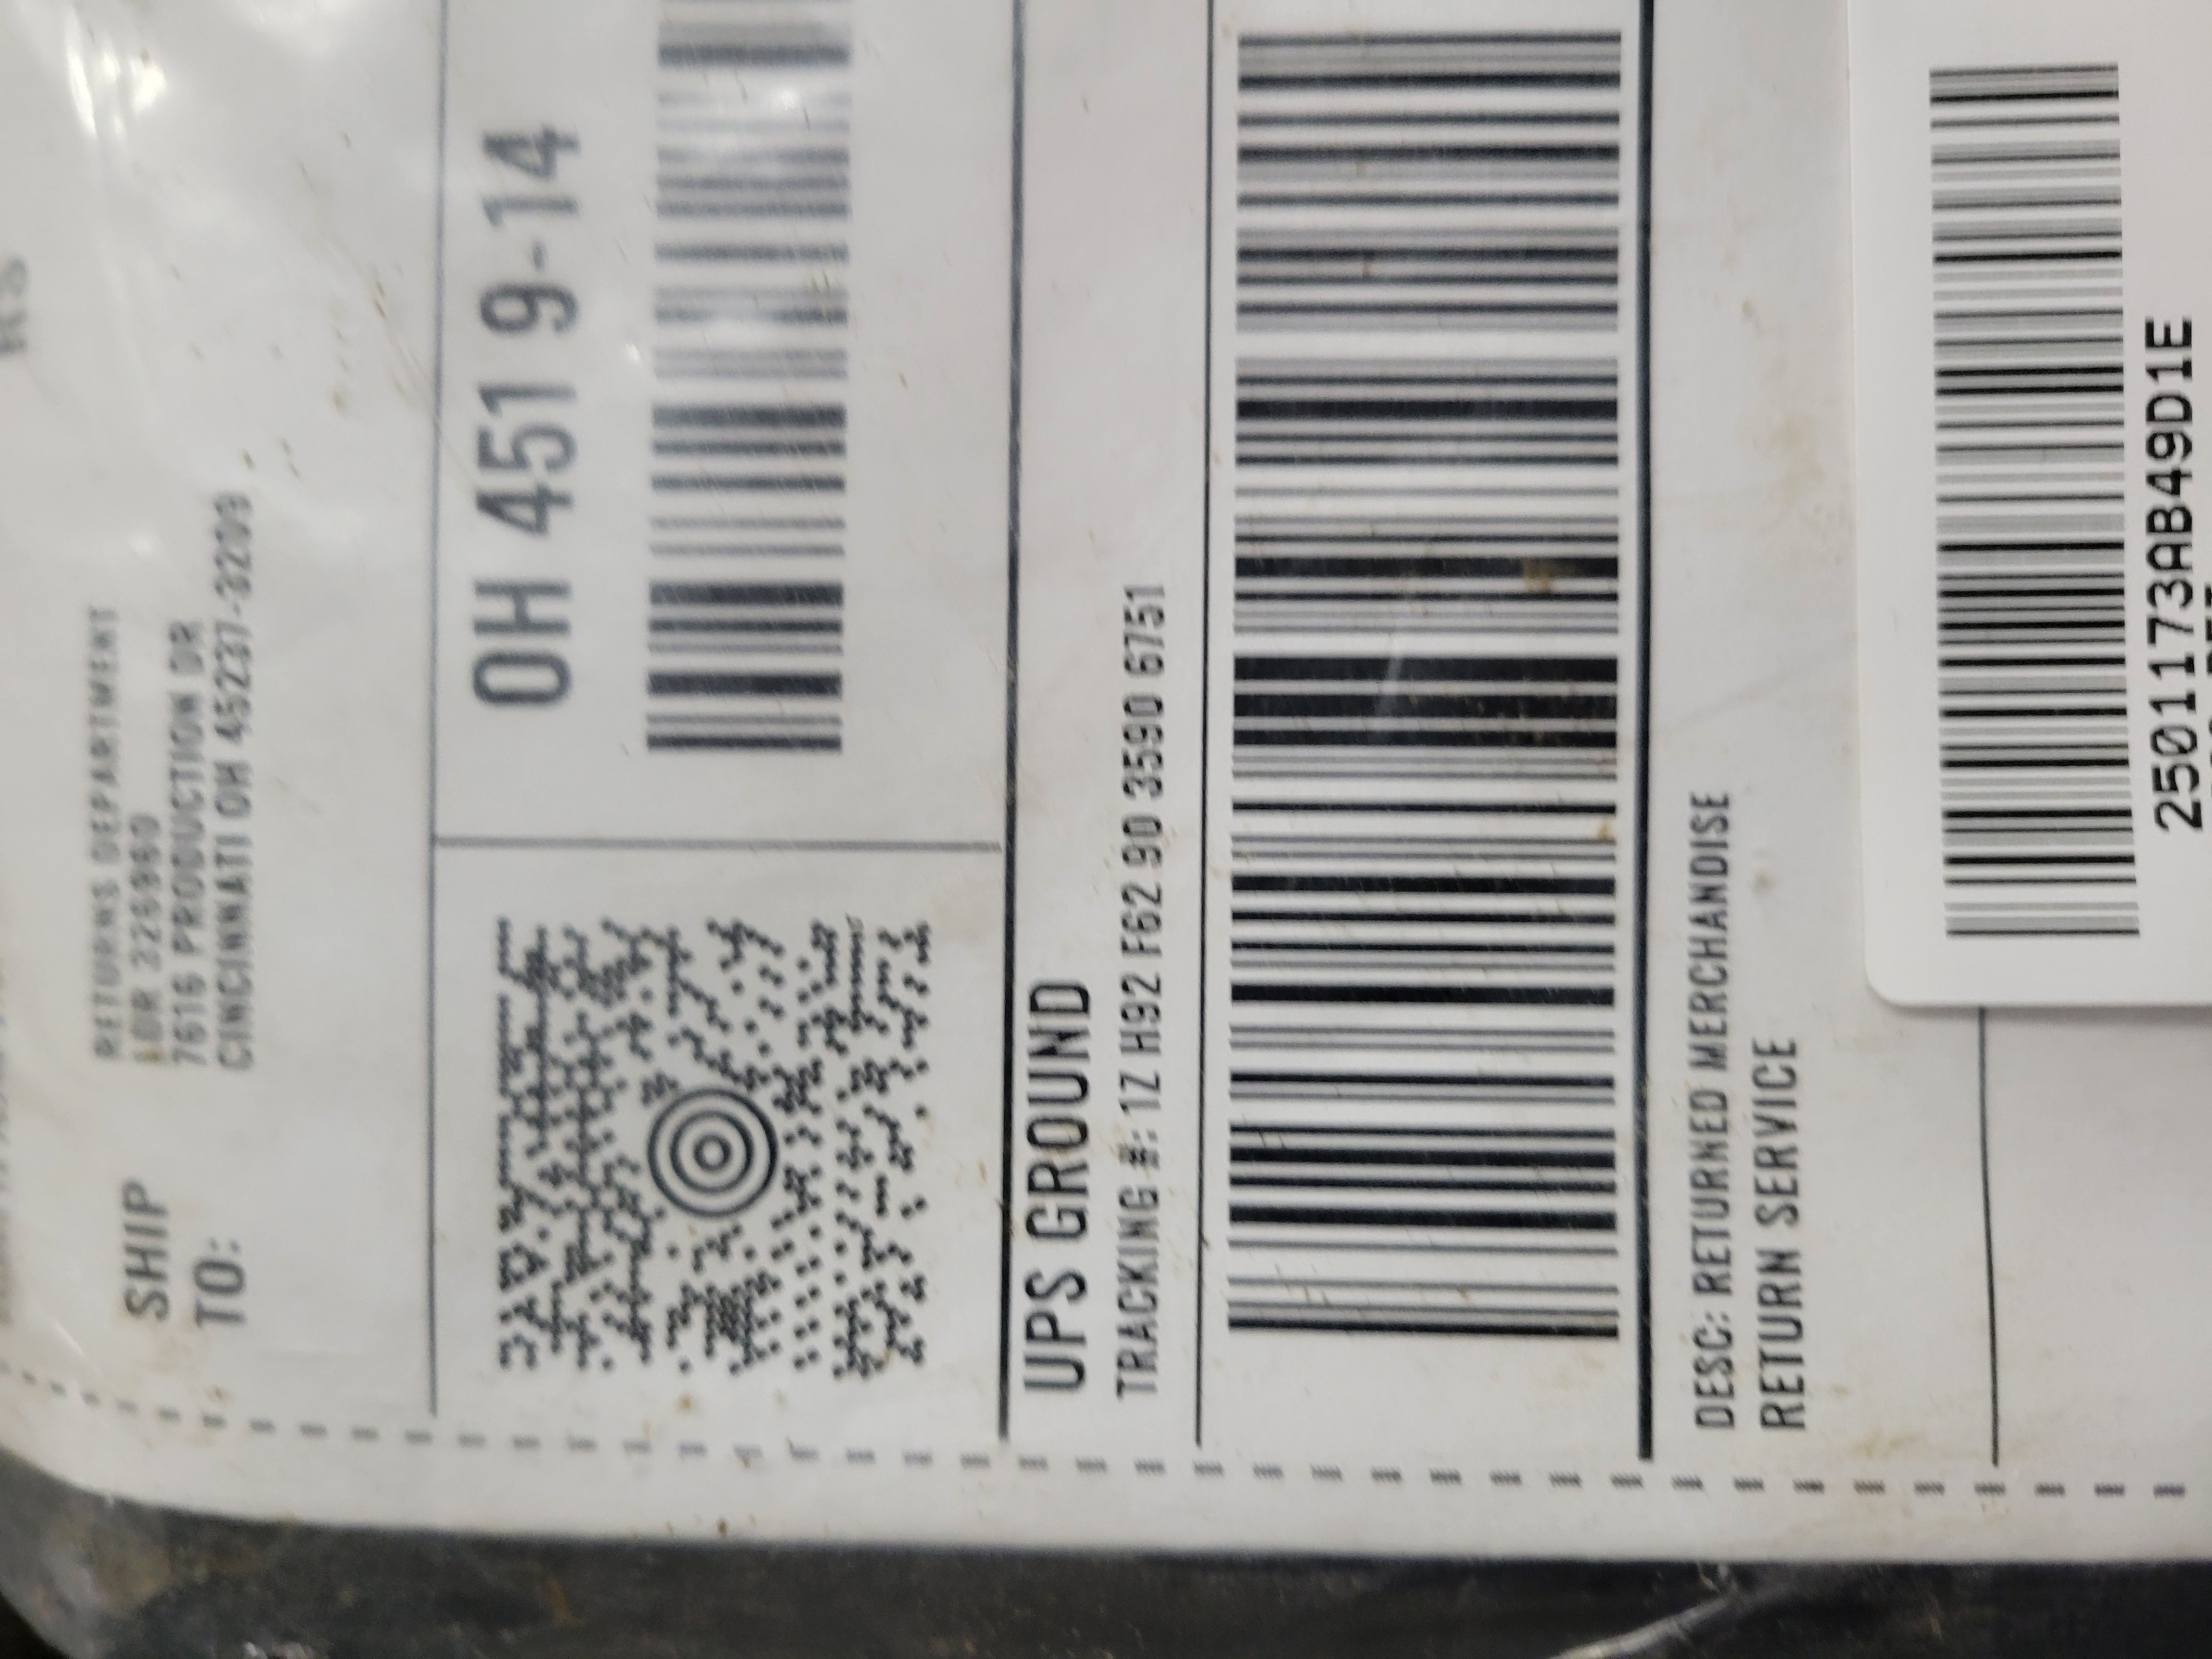 RETURNS DEPARTMENT
7616 PRODUCTION DR
CINCINNATI OH 45237-3209
SHIP
TO:
OH 451 9-14
UPS GROUND
TRACKING #: 1Z H92 F62 90 3590 6751
DESC: RETURNED MERCHANDISE
RETURN SERVICE
2501173AB49D1E